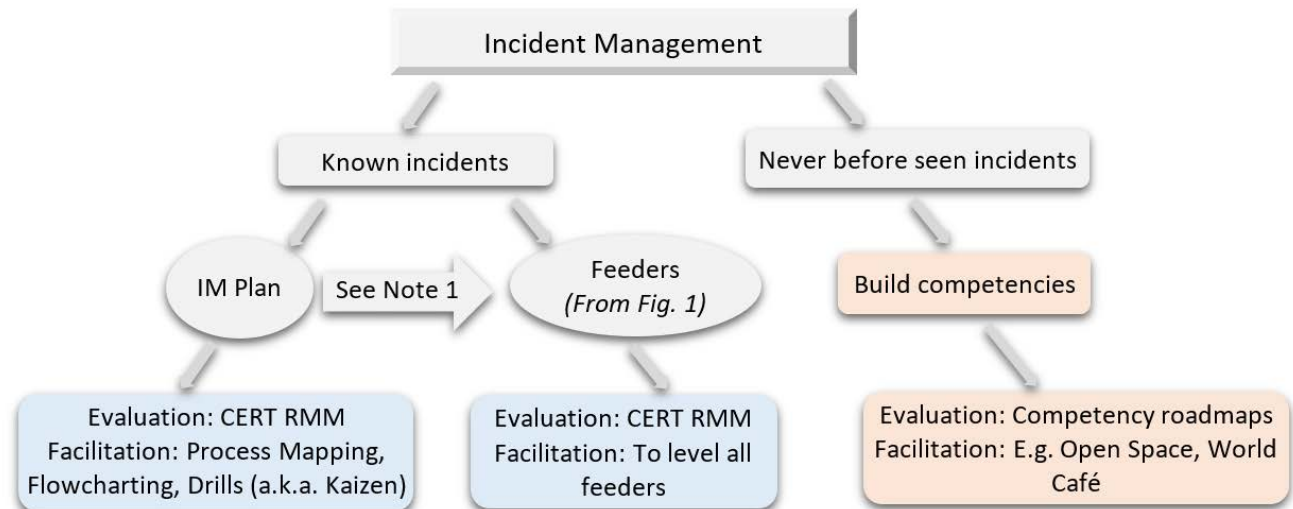 Incident Management
Known incidents
Never before seen incidents
IM Plan
See Note 1
Feeders
(From Fig. 1)
Build competencies
Evaluation: CERT RMM
Facilitation: Process Mapping,
Flowcharting, Drills (a.k.a. Kaizen)
Evaluation: CERT RMM
Facilitation: To level all
feeders
Evaluation: Competency roadmaps
Facilitation: E.g. Open Space, World
Café